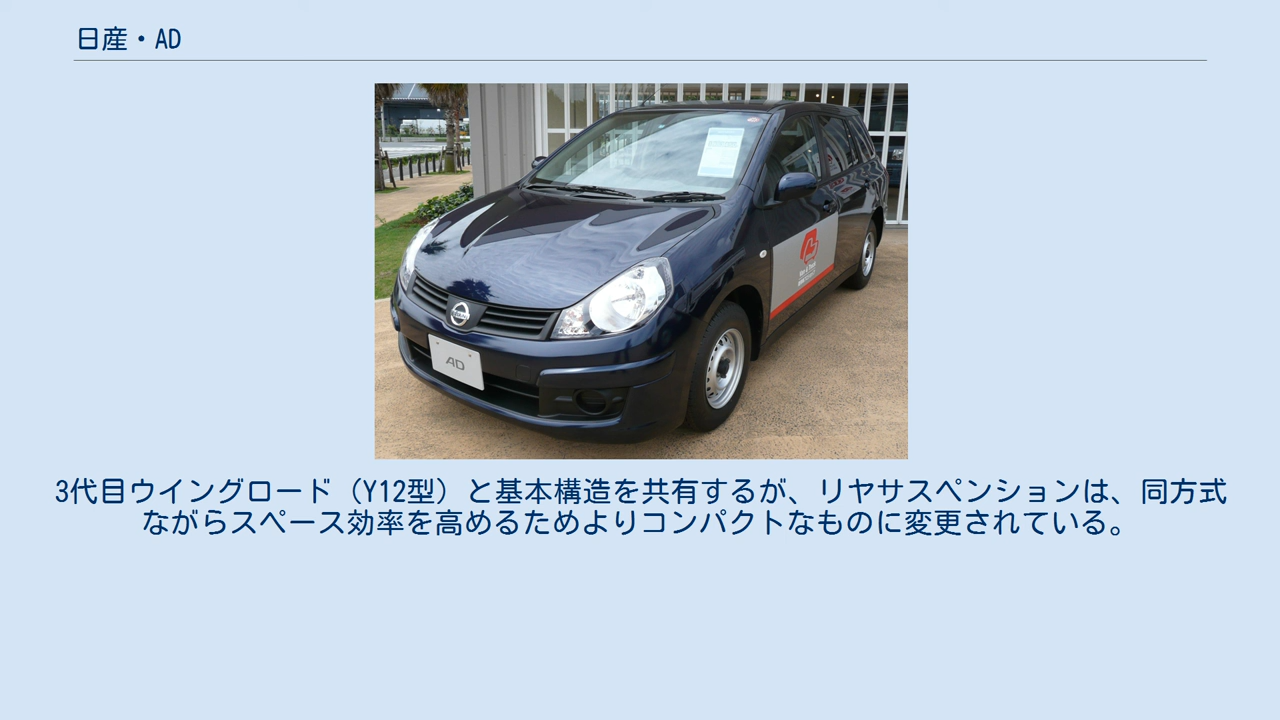 日産・AD
AD
3代目ウイングロード（Y12型）と基本構造を共有するが、リヤサスペンションは、同方式
ながらスペース効率を高めるためよりコンパクトなものに変更されている。